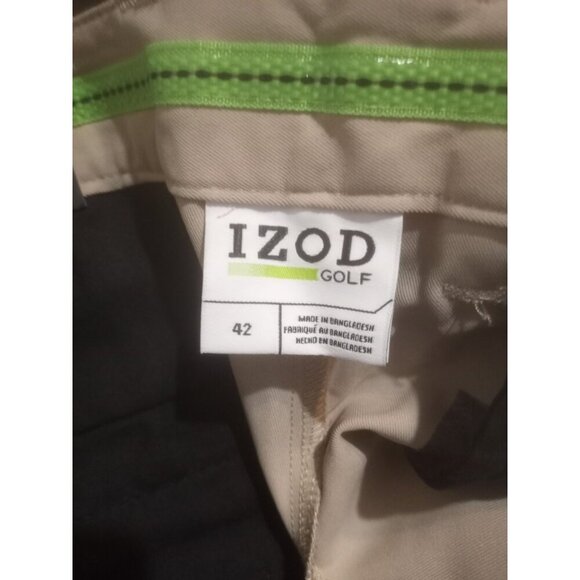 IZOD
GOLF
42
MADE IN BANGLADESH
FABRIQUÉ AU BANGLADESH
HECHO EN BANGLADESH